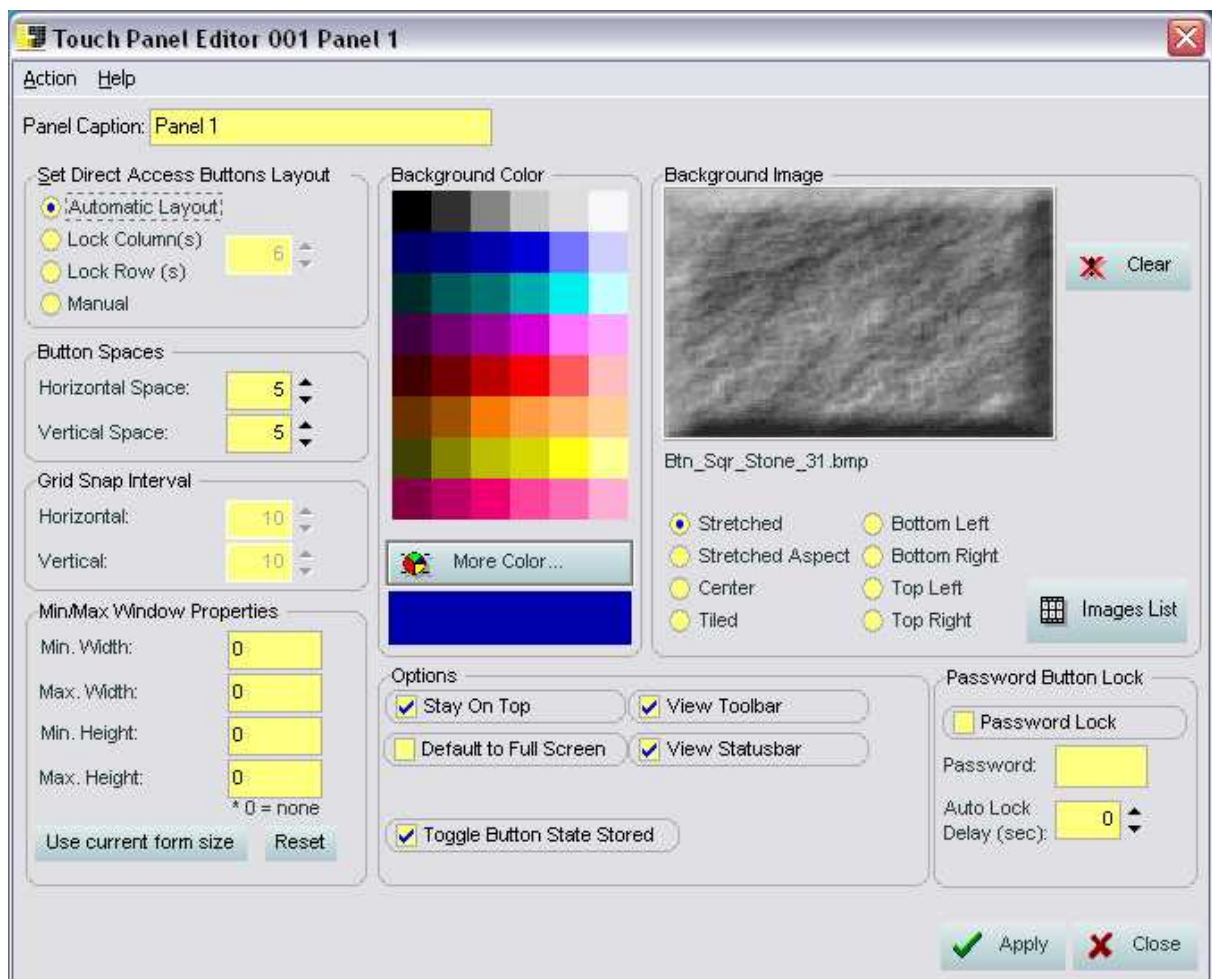 Touch Panel Editor 001 Panel 1
Action Help
Panel Caption: Panel 1
Set Direct Access Buttons Layout
Automatic Layout
Lock Column(s)
6
Lock Row (s)
Manual
Button Spaces
Horizontal Space: 5
Vertical Space: 5
Grid Snap Interval
Horizontal: 10
Vertical: 10
Min/Max Window Properties
Min. Width: 0
Max. Width: 0
Min. Height: 0
Max. Height: 0
* 0 = none
Use current form size Reset
Background Color
More Color...
Background Image
Clear
Btn_Sqr_Stone_31.bmp
Stretched Bottom Left
Stretched Aspect Bottom Right
Center Top Left
Tiled Top Right
Images List
Options
Stay On Top View Toolbar
Default to Full Screen View Statusbar
Toggle Button State Stored
Password Button Lock
Password Lock
Password:
Auto Lock
Delay (sec): 0
Apply Close